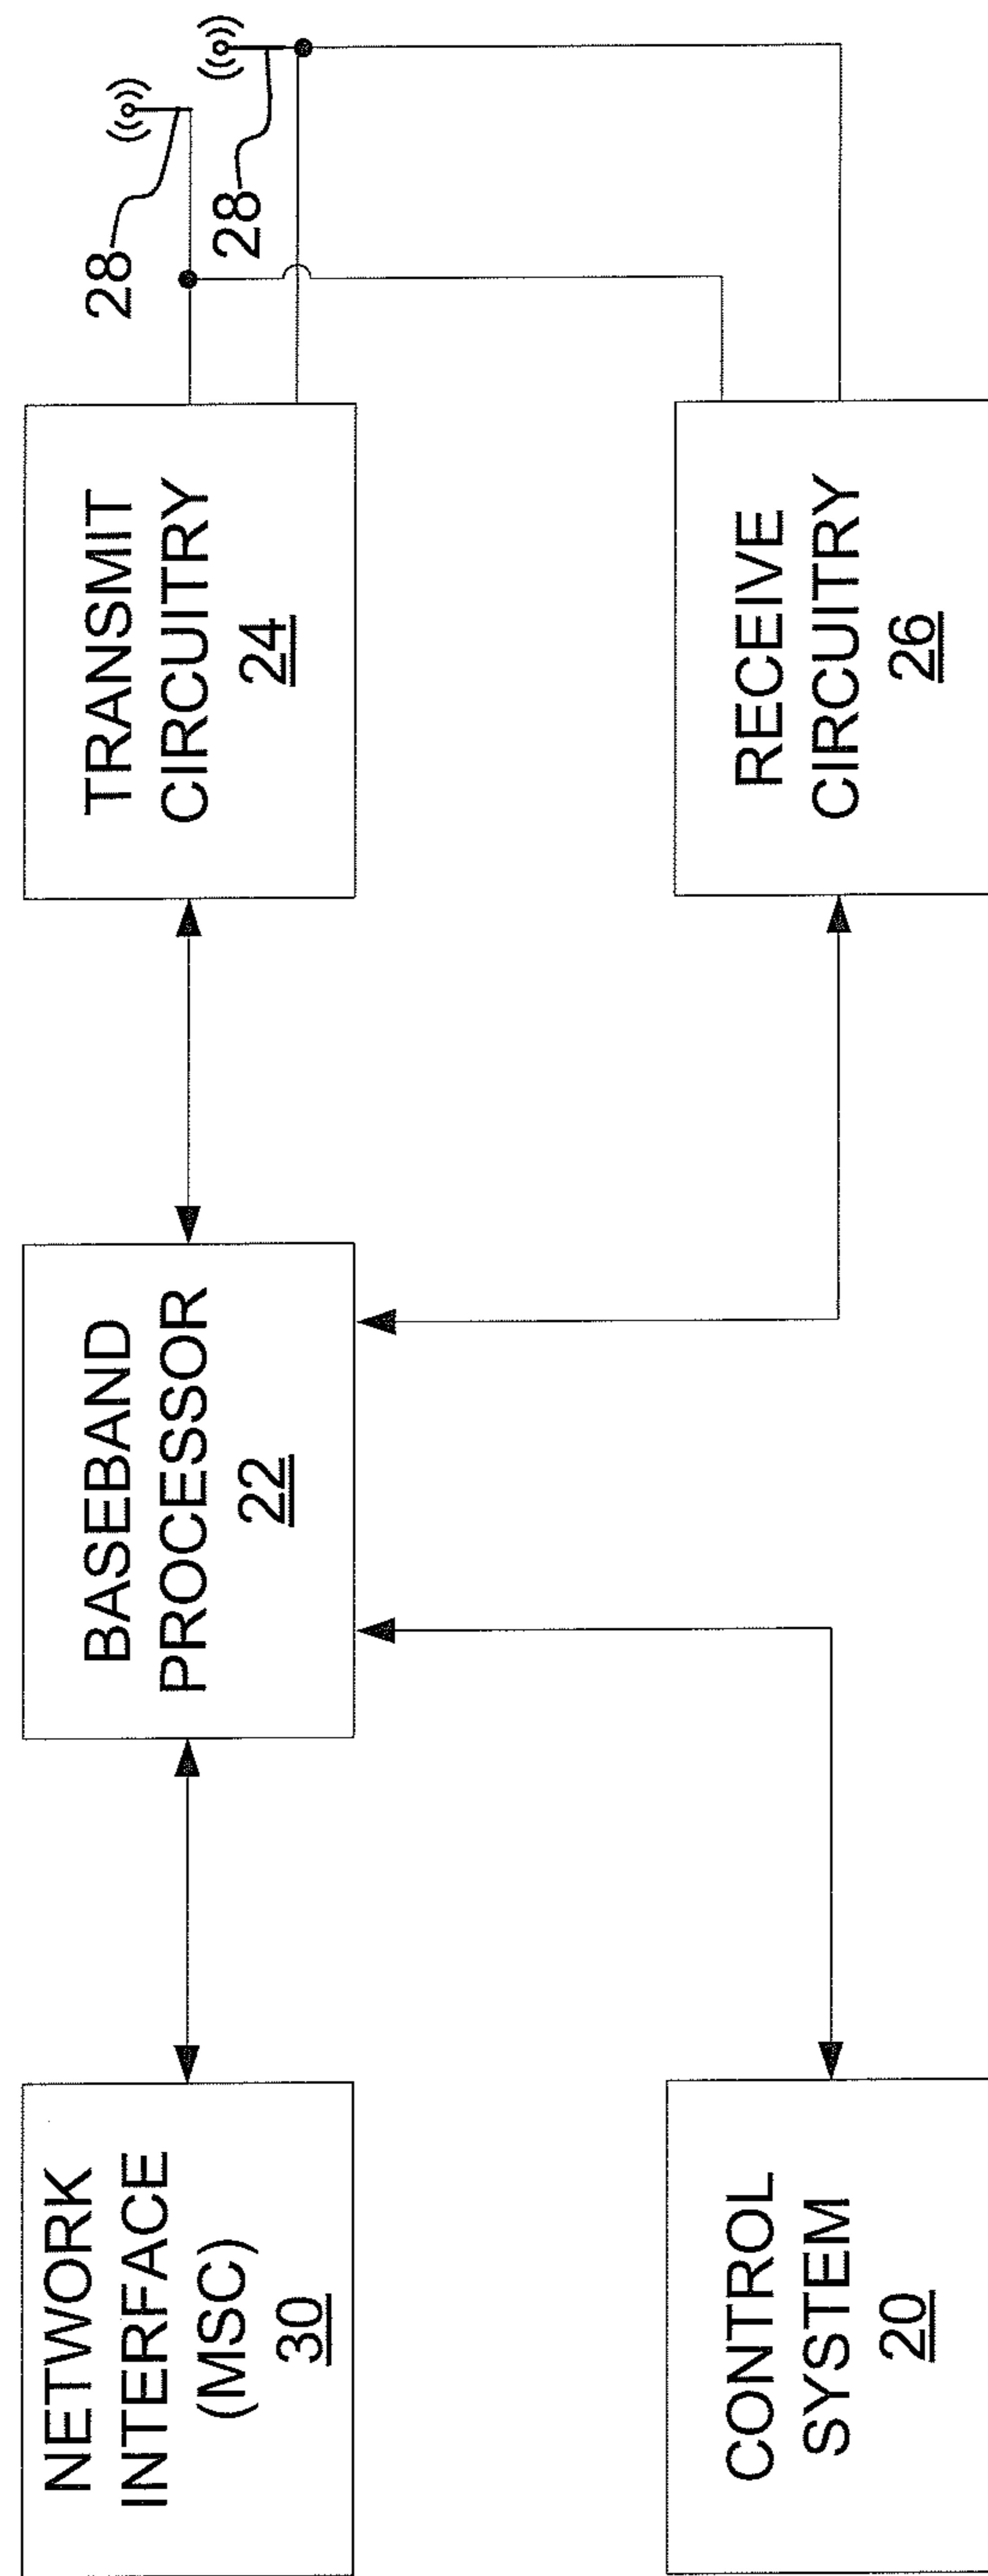 NETWORK
INTERFACE
(MSC)
30
BASEBAND
PROCESSOR
22
TRANSMIT
CIRCUITRY
24
28
28
CONTROL
SYSTEM
20
RECEIVE
CIRCUITRY
26